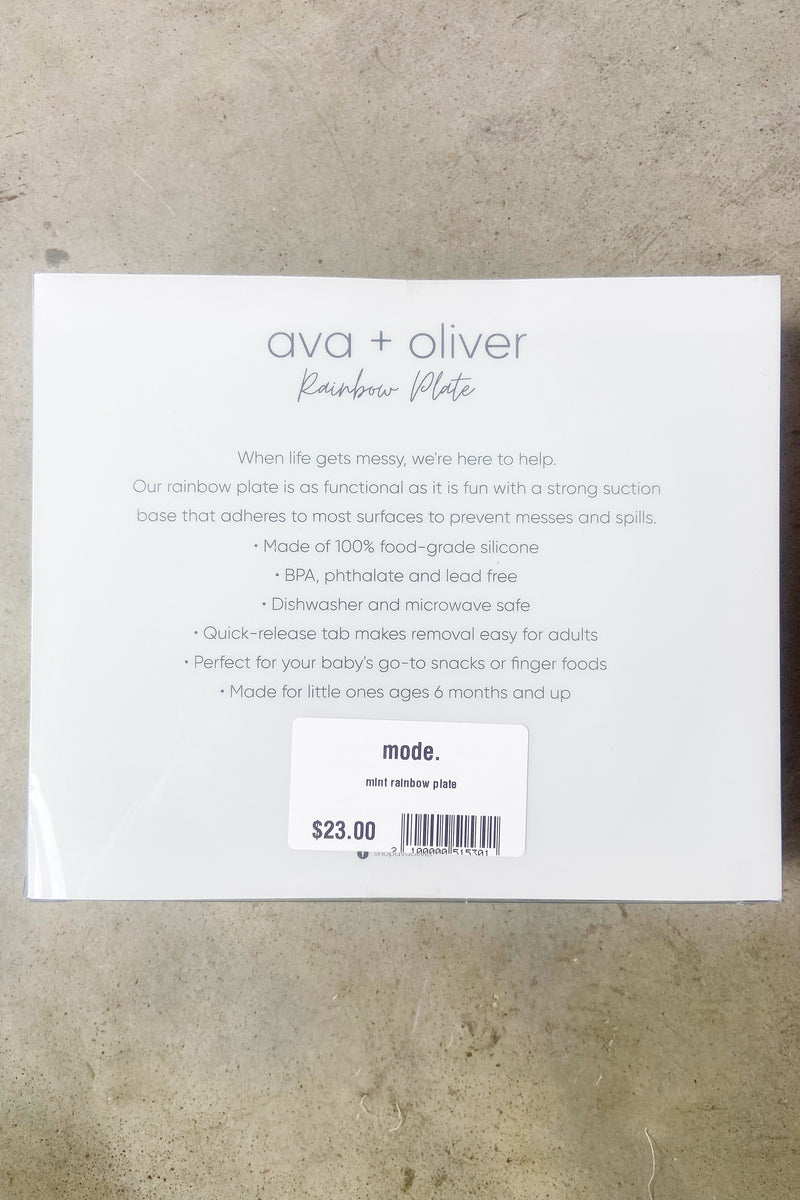 ava + oliver
Rainbow Plate
When life gets messy, we're here to help.
Our rainbow plate is as functional as it is fun with a strong suction
base that adheres to most surfaces to prevent messes and spills.
• Made of 100% food-grade silicone
• BPA, phthalate and lead free
• Dishwasher and microwave safe
• Quick-release tab makes removal easy for adults
• Perfect for your baby's go-to snacks or finger foods
• Made for little ones ages 6 months and up
mode.
mint rainbow plate
$23.00
2 100000 515301